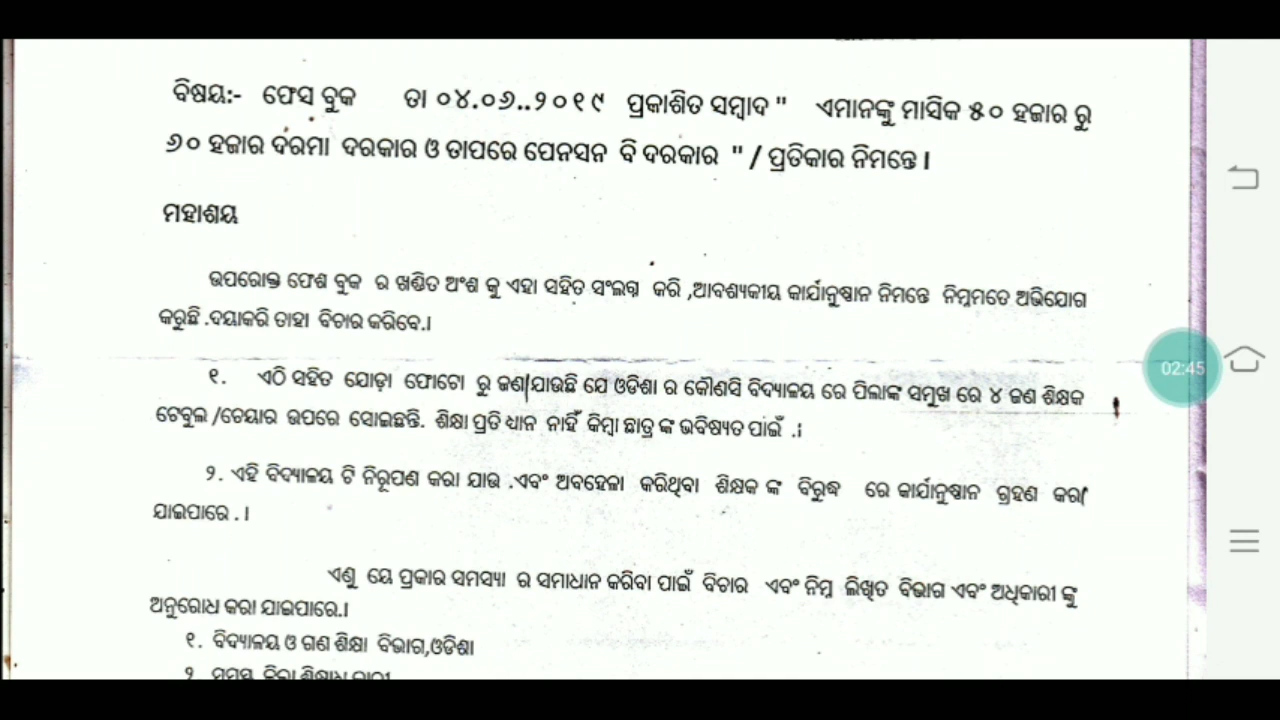 ବିଷୟ:- ଫେସ ବୁକ ତା ୦୪.୦୬..୨୦୧୯ ପ୍ରକାଶିତ ସମ୍ବାଦ " ଏମାନଙ୍କୁ ମାସିକ ୫୦ ହଜାର ରୁ
୬୦ ହଜାର ଦରମା ଦରକାର ଓ ତାପରେ ପେନସନ ବି ଦରକାର " / ପ୍ରତିକାର ନିମନ୍ତେ ।
ମହାଶୟ
ଉପରୋକ୍ତ ଫେଶ ବୁକ ର ଖଣ୍ଡିତ ଅଂଶ କୁ ଏହା ସହିତ ସଂଲଗ୍ନ କରି ,ଆବଶ୍ୟକୀୟ କାର୍ଯାନୁଷ୍ଠାନ ନିମନ୍ତେ ନିମ୍ନମତେ ଅଭିଯୋଗ
କରୁଛି .ଦୟାକରି ତାହା ବିଚାର କରିବେ.।
୧. ଏଠି ସହିତ ଯୋଡ଼ା ଫୋଟୋ ରୁ ଜଣାଯାଉଛି ଯେ ଓଡିଶା ର କୌଣସି ବିଦ୍ୟାଳୟ ରେ ପିଲାଙ୍କ ସମୁଖ ରେ ୪ ଜଣ ଶିକ୍ଷକ
ଟେବୁଲ /ଚେୟାର ଉପରେ ସୋଇଛନ୍ତି. ଶିକ୍ଷା ପ୍ରତି ଧ୍ୟାନ ନାହିଁ କିମ୍ବା ଛାତ୍ର ଙ୍କ ଭବିଷ୍ୟତ ପାଇଁ .।
୨. ଏହି ବିଦ୍ୟାଳୟ ଟି ନିରୂପଣ କରା ଯାଉ .ଏବଂ ଅବହେଳା କରିଥିବା ଶିକ୍ଷକ ଙ୍କ ବିରୁଦ୍ଧ ରେ କାର୍ଯାନୁଷ୍ଠାନ ଗ୍ରହଣ କରା
ଯାଇପାରେ . ।
ଏଣୁ ୟେ ପ୍ରକାର ସମସ୍ୟା ର ସମାଧାନ କରିବା ପାଇଁ ବିଚାର ଏବଂ ନିମ୍ନ ଲିଖିତ ବିଭାଗ ଏବଂ ଅଧିକାରୀ ଙ୍କୁ
ଅନୁରୋଧ କରା ଯାଇପାରେ.।
୧. ବିଦ୍ୟାଳୟ ଓ ଗଣ ଶିକ୍ଷା ବିଭାଗ,ଓଡିଶା
02:45